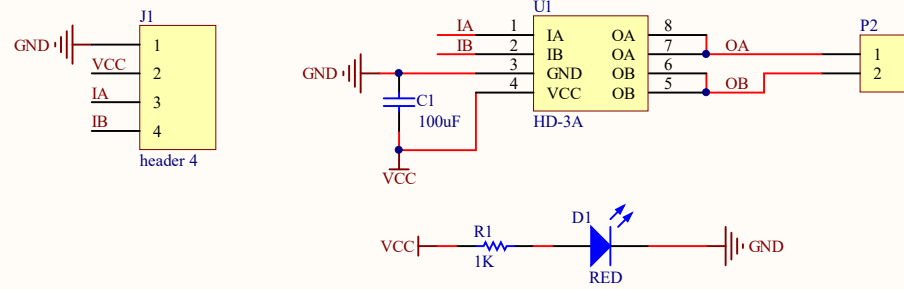 J1
GND
1
VCC
2
IA
3
IB
4
header 4
U1
IA
1
IA
OA
8
IB
2
IB
OA
7
OA
GND
3
GND
OB
6
4
VCC
OB
5
OB
HD-3A
C1
100uF
VCC
P2
1
2
VCC
R1
1K
D1
RED
GND